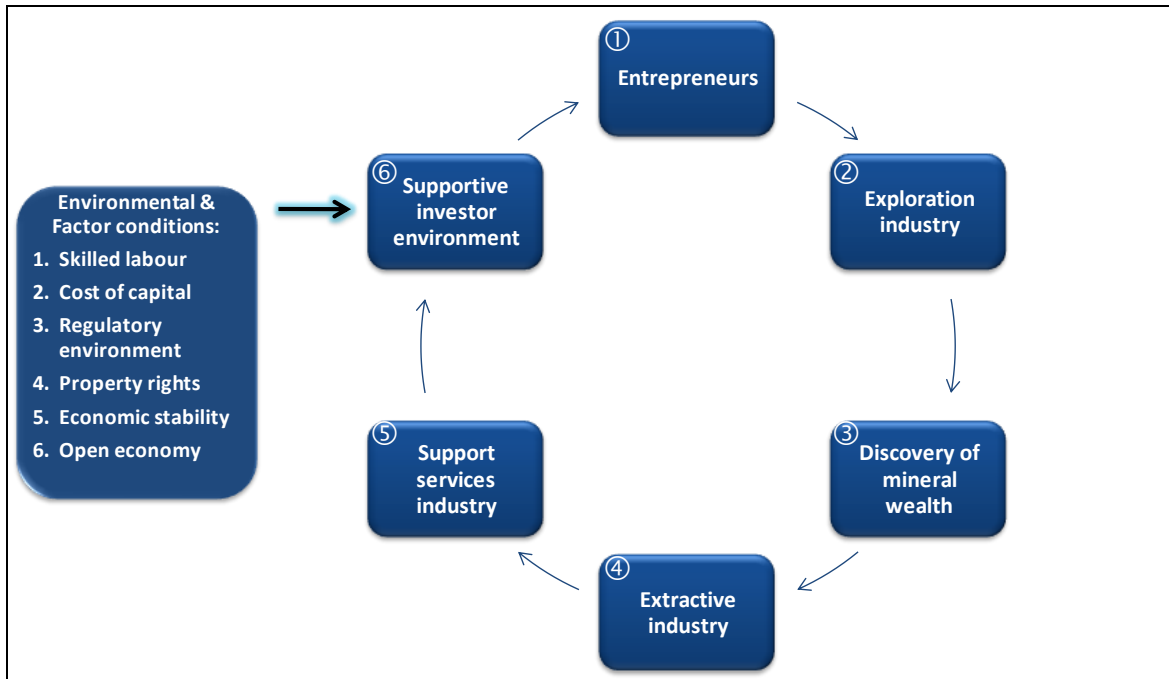 ①
Entrepreneurs
②
Exploration
industry
③
Discovery of
mineral
wealth
④
Extractive
industry
⑤
Support
services
industry
⑥
Supportive
investor
environment
Environmental &
Factor conditions:
1. Skilled labour
2. Cost of capital
3. Regulatory
environment
4. Property rights
5. Economic stability
6. Open economy